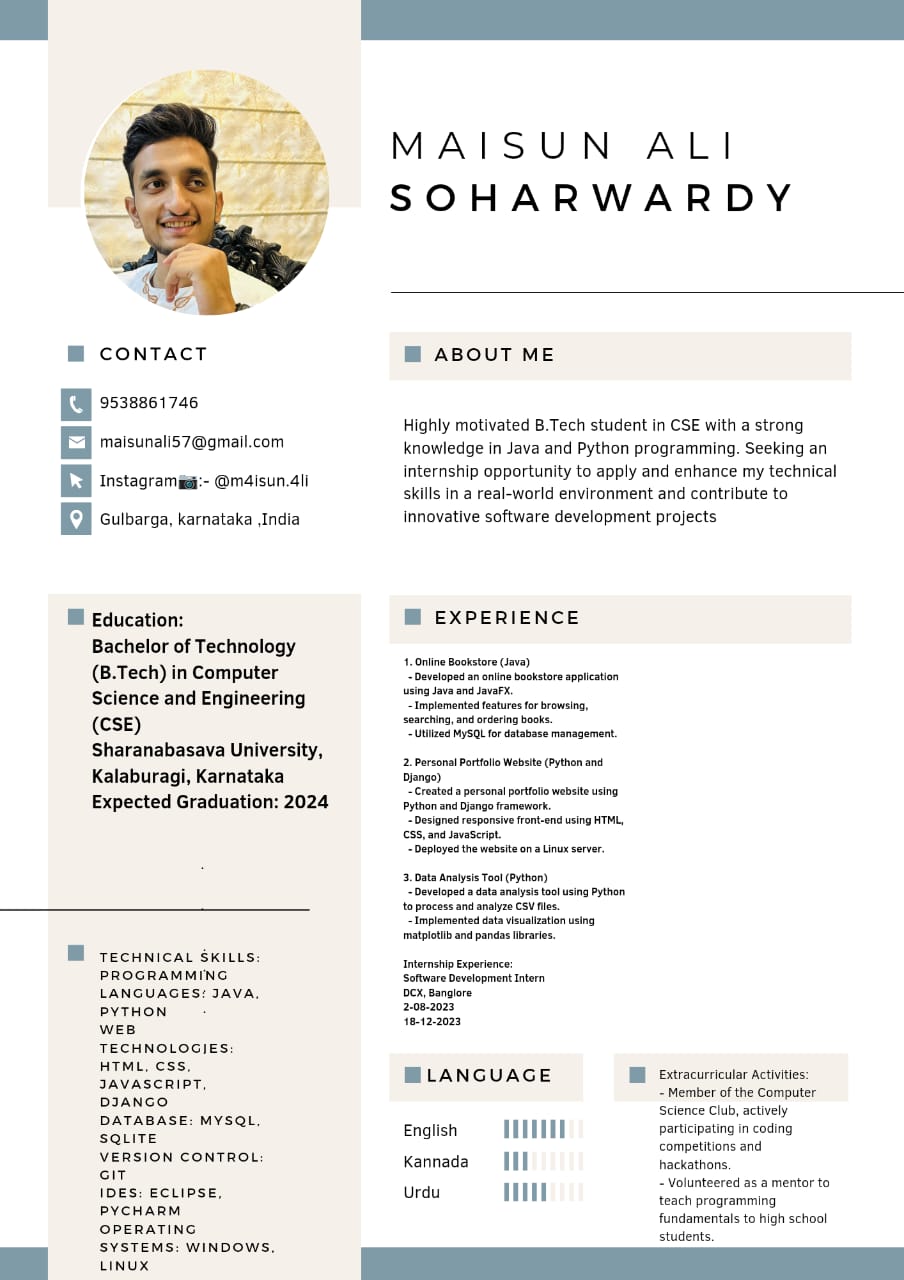 MAISUN ALI
SOHARWARDY
CONTACT
9538861746
maisunali57@gmail.com
Instagram📷:- @m4isun.4li
Gulbarga, karnataka ,India
ABOUT ME
Highly motivated B.Tech student in CSE with a strong
knowledge in Java and Python programming. Seeking an
internship opportunity to apply and enhance my technical
skills in a real-world environment and contribute to
innovative software development projects
Education:
Bachelor of Technology
(B.Tech) in Computer
Science and Engineering
(CSE)
Sharanabasava University,
Kalaburagi, Karnataka
Expected Graduation: 2024
TECHNICAL SKILLS:
PROGRAMMING
LANGUAGES: JAVA,
PYTHON
WEB
TECHNOLOGIES:
HTML, CSS,
JAVASCRIPT,
DJANGO
DATABASE: MYSQL,
SQLITE
VERSION CONTROL:
GIT
IDES: ECLIPSE,
PYCHARM
OPERATING
SYSTEMS: WINDOWS,
LINUX
EXPERIENCE
1. Online Bookstore (Java)
- Developed an online bookstore application
using Java and JavaFX.
- Implemented features for browsing,
searching, and ordering books.
- Utilized MySQL for database management.
2. Personal Portfolio Website (Python and
Django)
- Created a personal portfolio website using
Python and Django framework.
- Designed responsive front-end using HTML,
CSS, and JavaScript.
- Deployed the website on a Linux server.
3. Data Analysis Tool (Python)
- Developed a data analysis tool using Python
to process and analyze CSV files.
- Implemented data visualization using
matplotlib and pandas libraries.
Internship Experience:
Software Development Intern
DCX, Banglore
2-08-2023
18-12-2023
LANGUAGE
English
Kannada
Urdu
Extracurricular Activities:
- Member of the Computer
Science Club, actively
participating in coding
competitions and
hackathons.
- Volunteered as a mentor to
teach programming
fundamentals to high school
students.